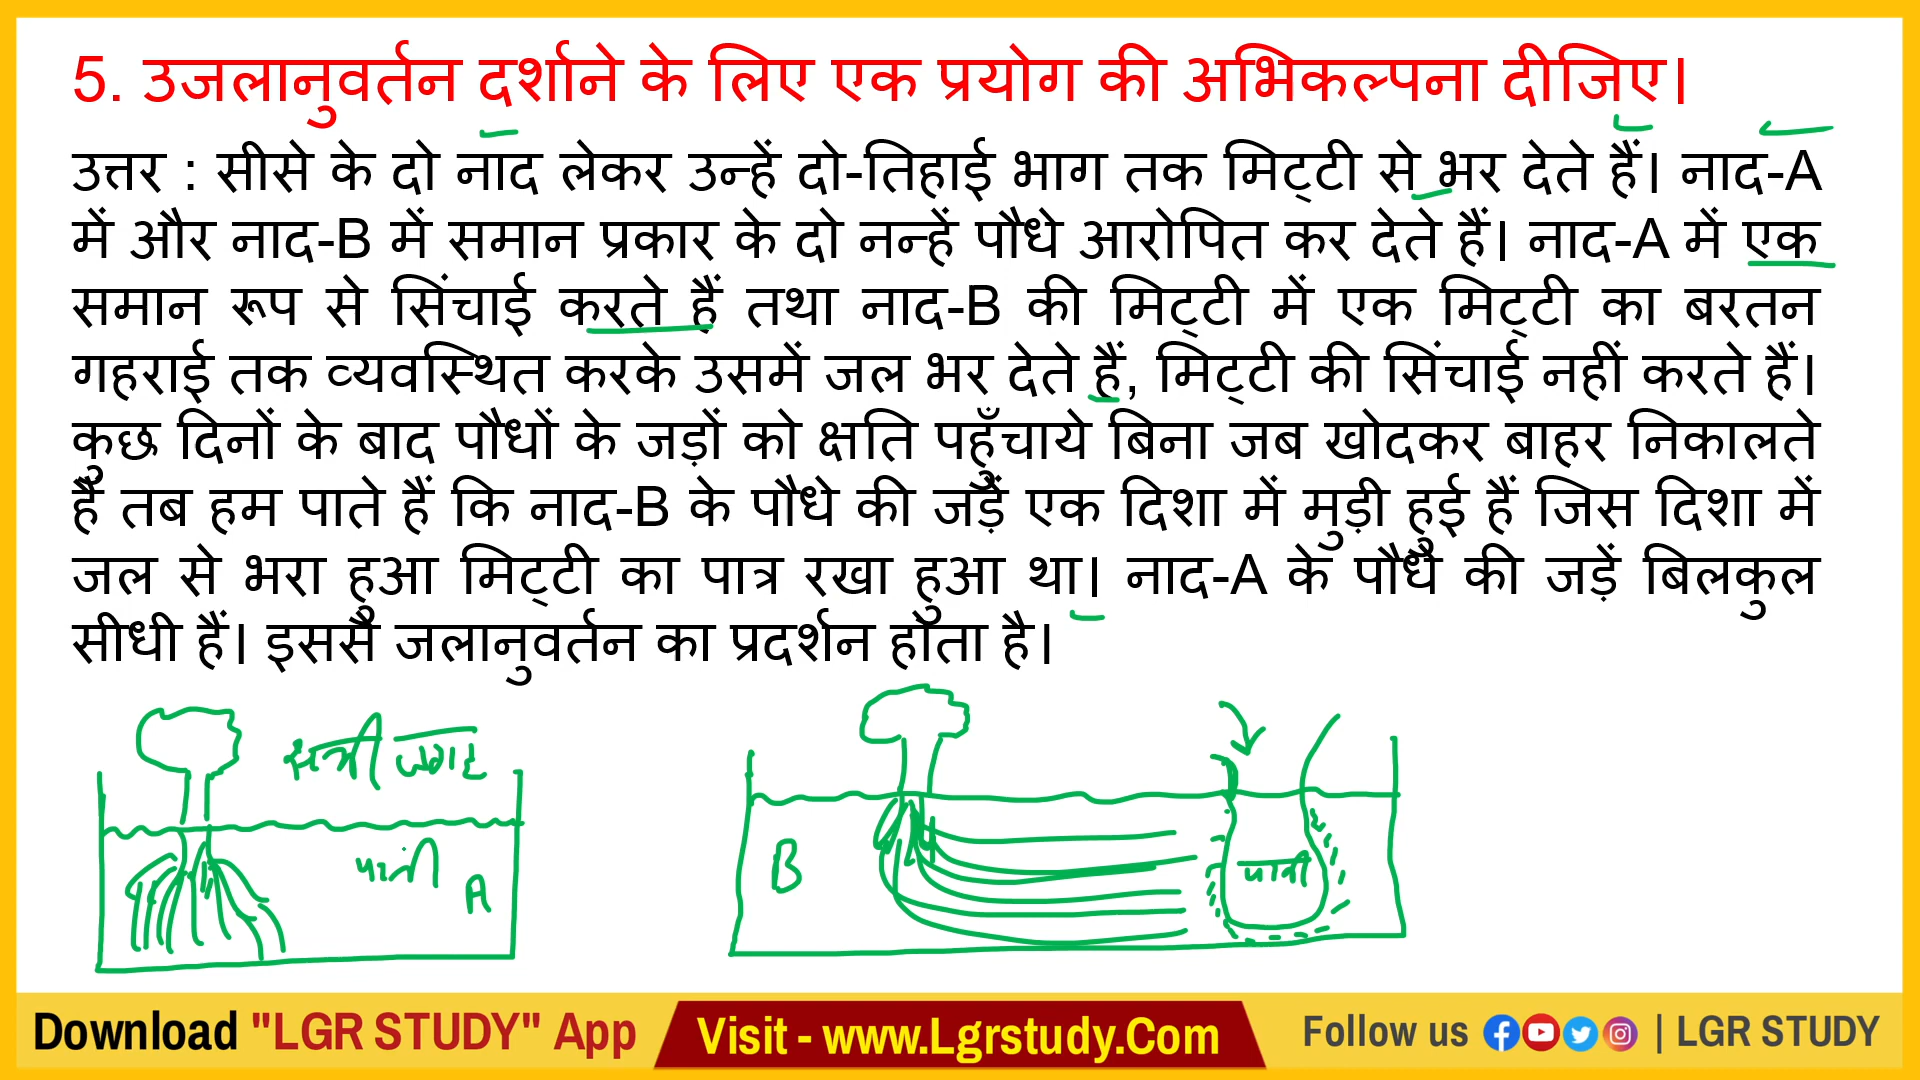 5. उजलानुवर्तन दर्शाने के लिए एक प्रयोग की अभिकल्पना दीजिए।
उत्तर : सीसे के दो नाद लेकर उन्हें दो-तिहाई भाग तक मिट्टी से भर देते हैं। नाद-A
में और नाद-B में समान प्रकार के दो नन्हें पौधे आरोपित कर देते हैं। नाद-A में एक
समान रूप से सिंचाई करते हैं तथा नाद-B की मिट्टी में एक मिट्टी का बरतन
गहराई तक व्यवस्थित करके उसमें जल भर देते हैं, मिट्टी की सिंचाई नहीं करते हैं।
कुछ दिनों के बाद पौधों के जड़ों को क्षति पहुँचाये बिना जब खोदकर बाहर निकालते
हैं तब हम पाते हैं कि नाद-B के पौधे की जड़ें एक दिशा में मुड़ी हुई हैं जिस दिशा में
जल से भरा हुआ मिट्टी का पात्र रखा हुआ था। नाद-A के पौधे की जड़ें बिलकुल
सीधी हैं। इससे जलानुवर्तन का प्रदर्शन होता है।
सभी जगह
पानी
A
B
पानी
Download "LGR STUDY" App
Visit - www.Lgrstudy.Com
Follow us | LGR STUDY